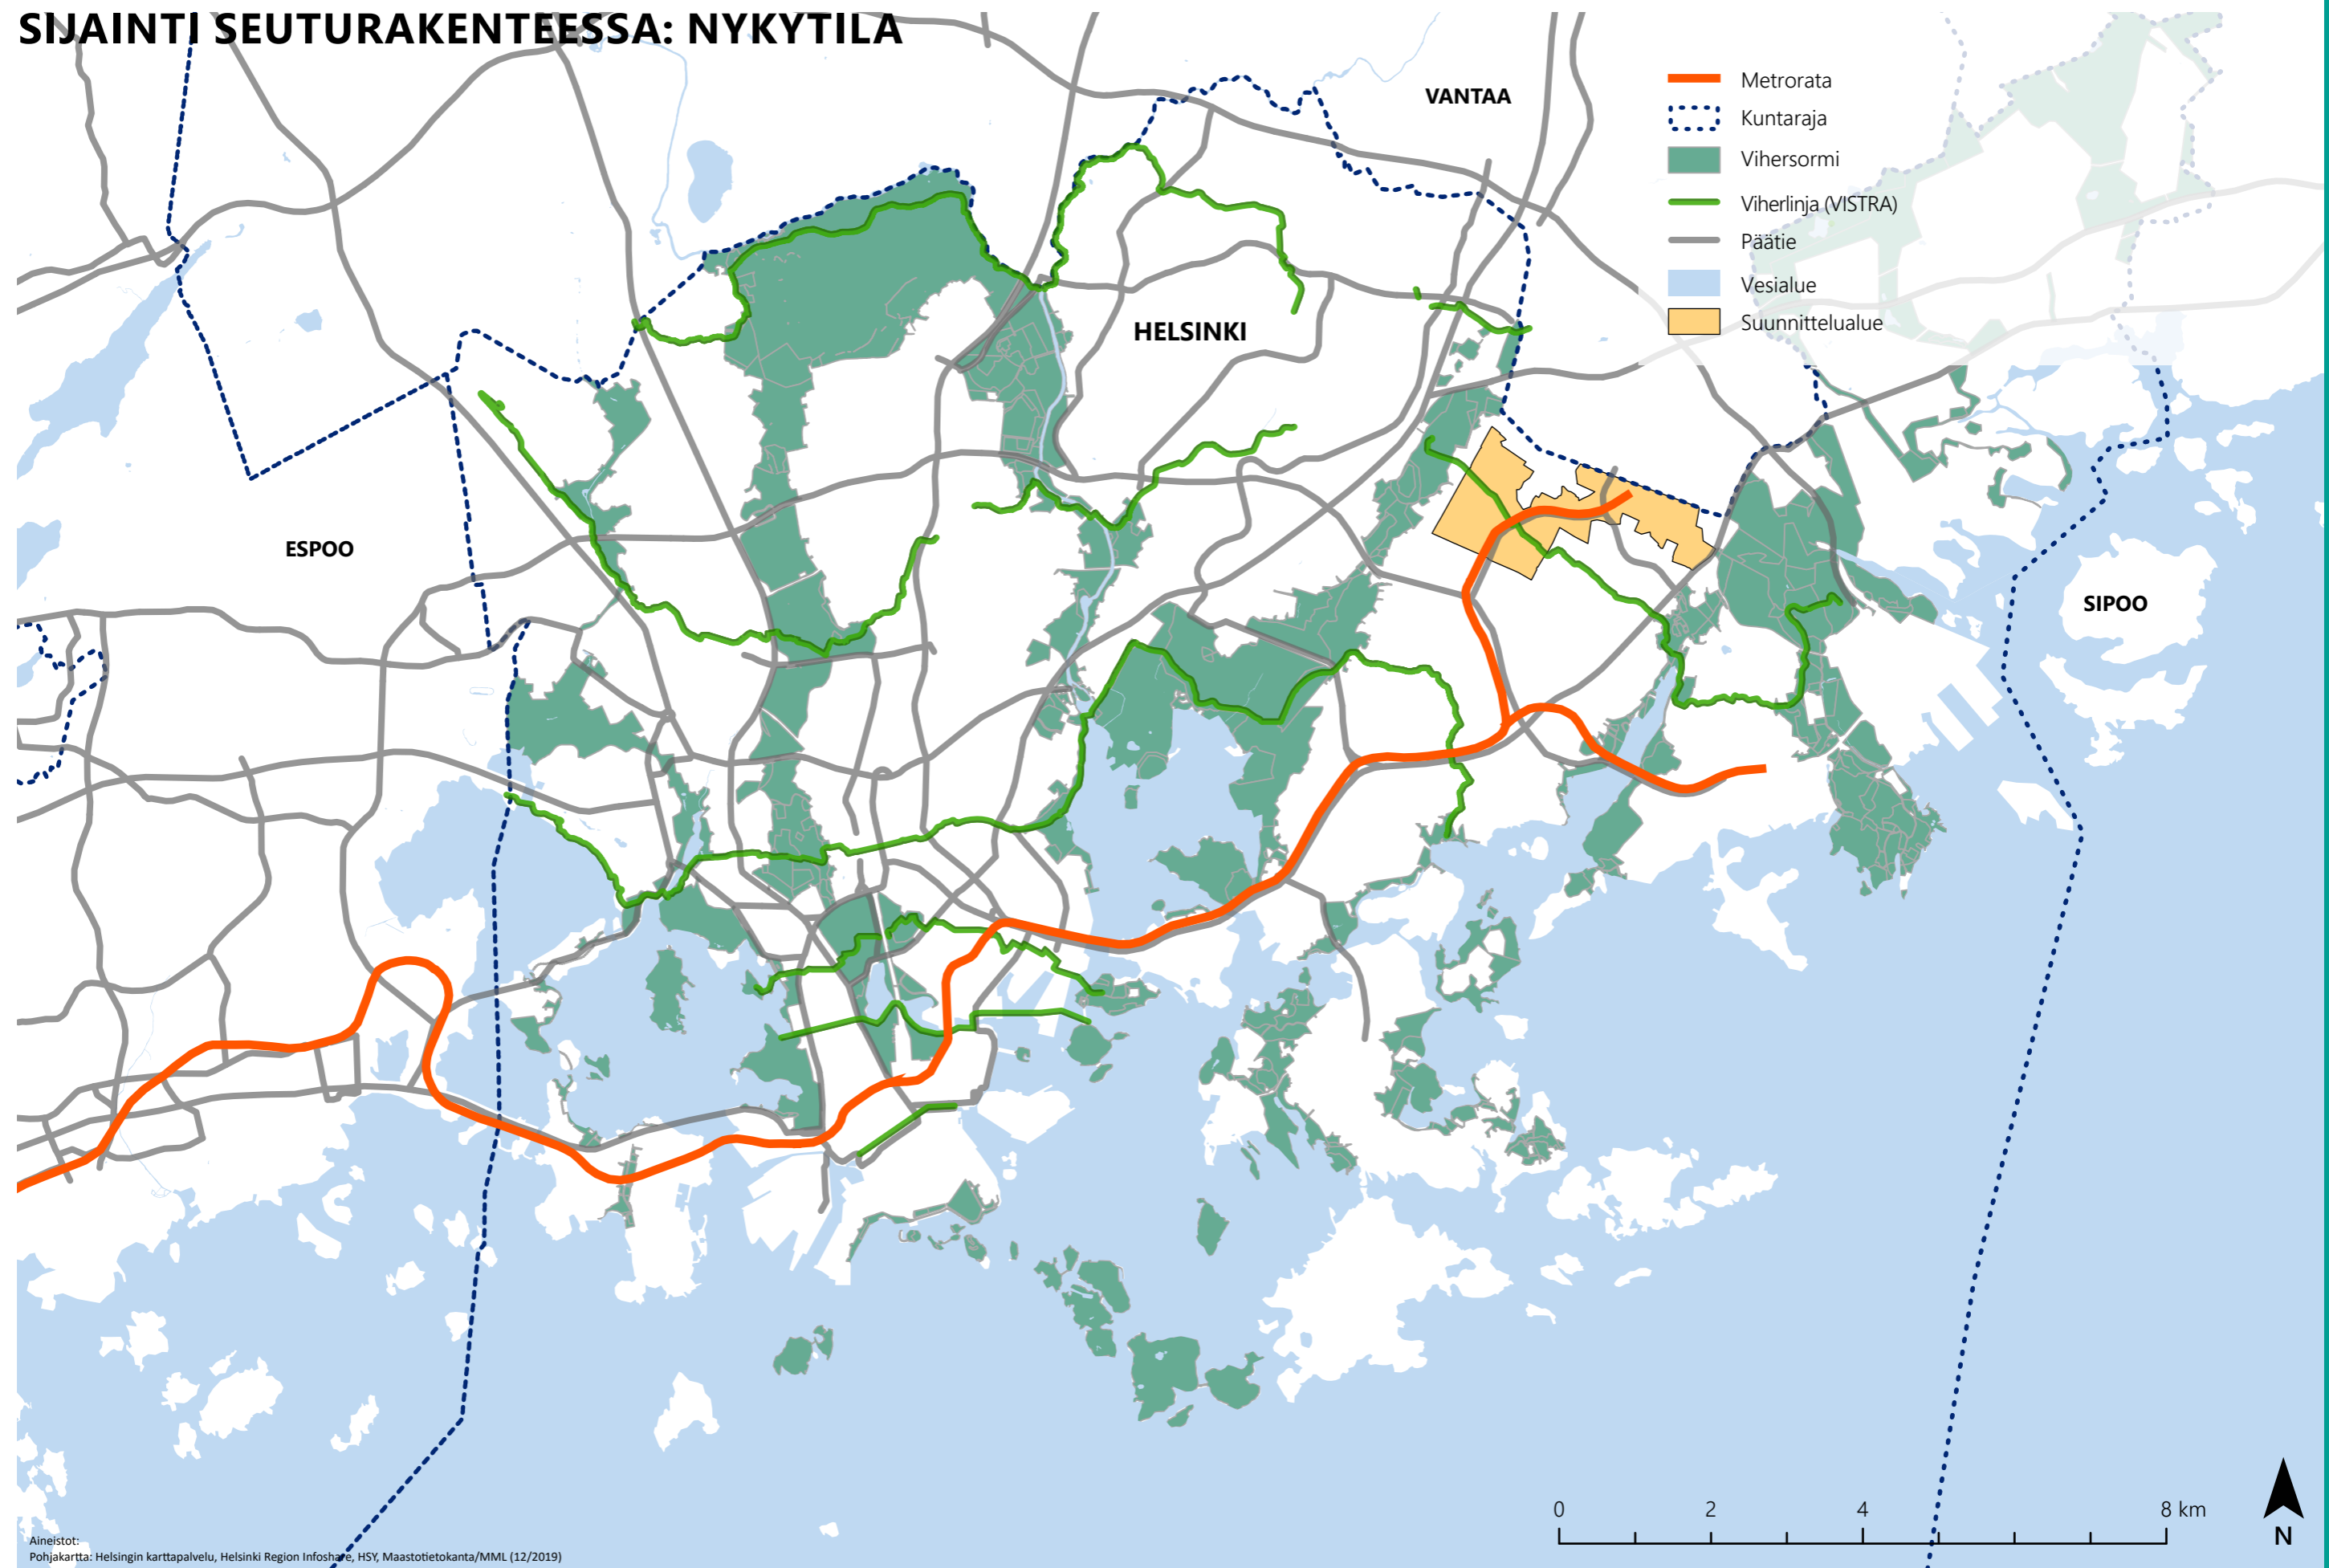 SIJAINTI SEUTURAKENTEESSA: NYKYTILA
VANTAA
Metrorata
Kuntaraja
Vihersormi
Viherlinja (VISTRA)
Päätie
Vesialue
Suunnittelualue
HELSINKI
ESPOO
SIPOO
0 2 4 8 km
N
Aineistot:
Pohjakartta: Helsingin karttapalvelu, Helsinki Region Infoshare, HSY, Maastotietokanta/MML (12/2019)